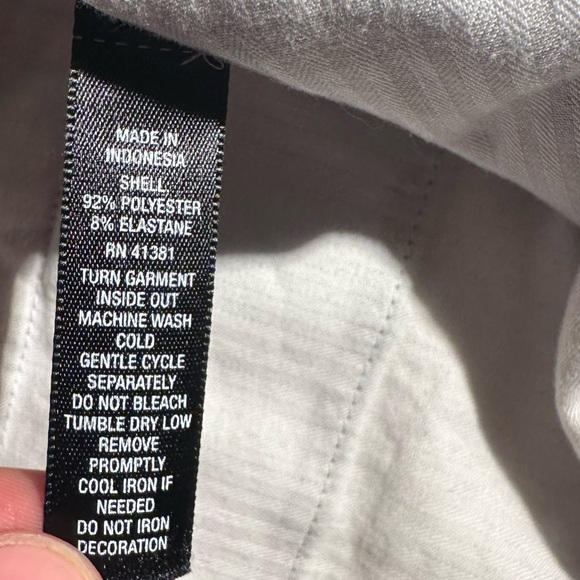 MADE IN
INDONESIA
SHELL
92% POLYESTER
8% ELASTANE
RN 41381
TURN GARMENT
INSIDE OUT
MACHINE WASH
COLD
GENTLE CYCLE
SEPARATELY
DO NOT BLEACH
TUMBLE DRY LOW
REMOVE
PROMPTLY
COOL IRON IF
NEEDED
DO NOT IRON
DECORATION